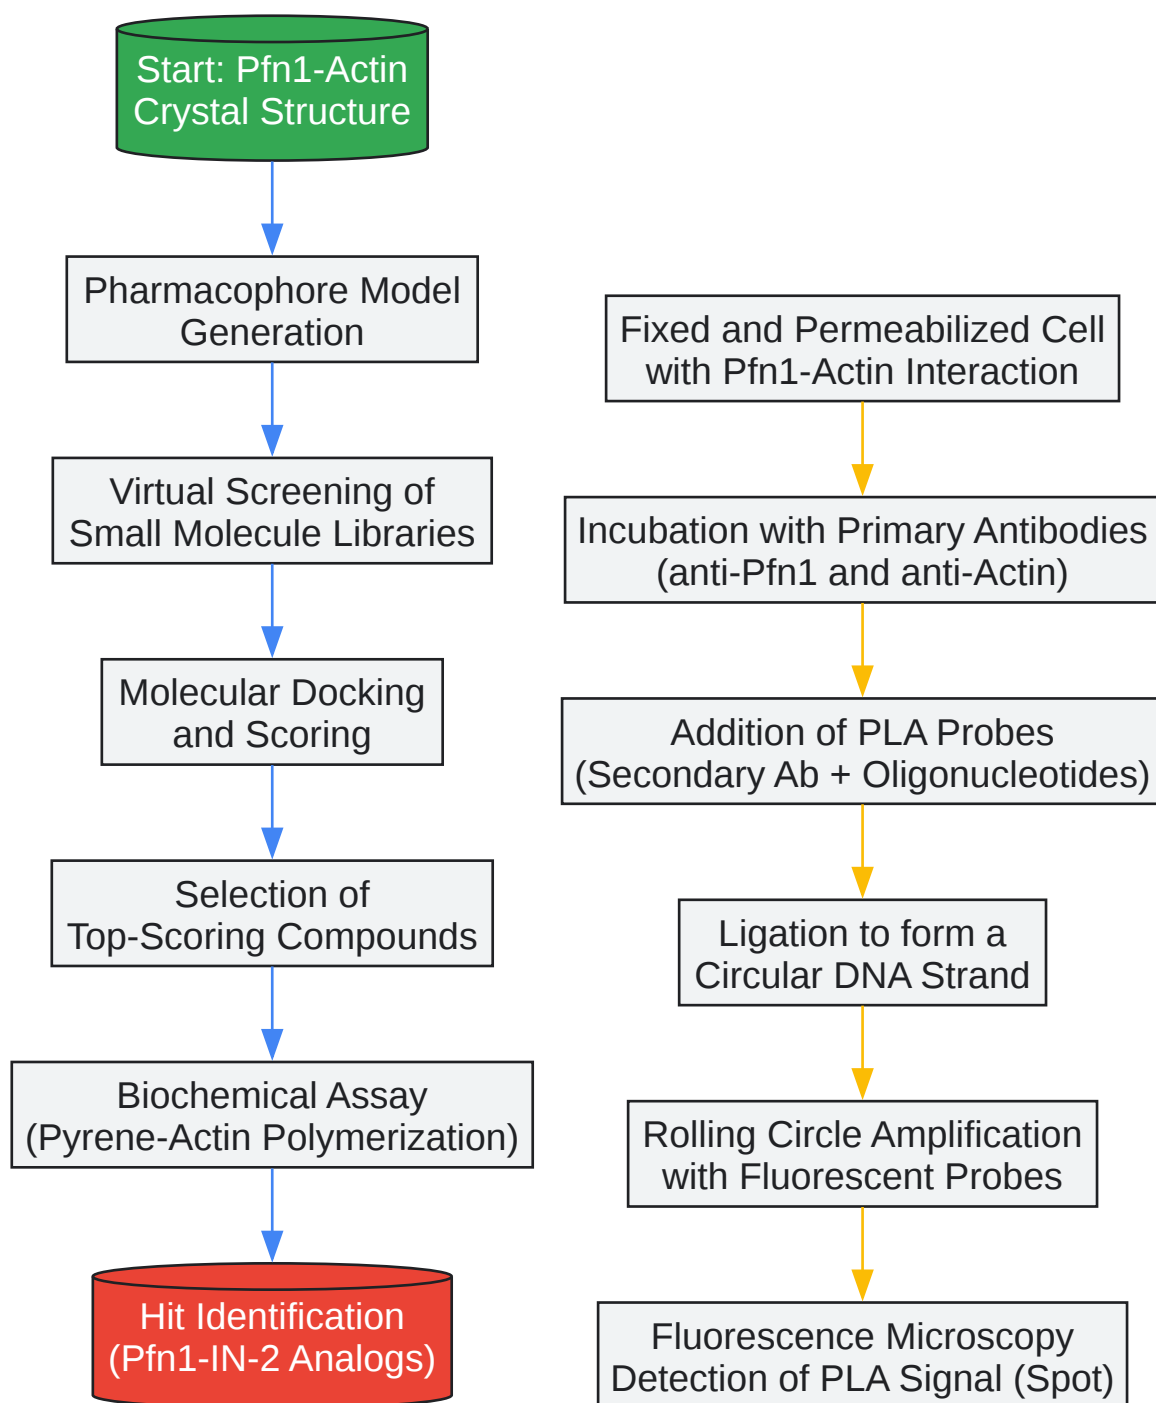 Start: Pfn1-Actin
Crystal Structure
Pharmacophore Model
Generation
Virtual Screening of
Small Molecule Libraries
Molecular Docking
and Scoring
Selection of
Top-Scoring Compounds
Biochemical Assay
(Pyrene-Actin Polymerization)
Hit Identification
(Pfn1-IN-2 Analogs)
Fixed and Permeabilized Cell
with Pfn1-Actin Interaction
Incubation with Primary Antibodies
(anti-Pfn1 and anti-Actin)
Addition of PLA Probes
(Secondary Ab + Oligonucleotides)
Ligation to form a
Circular DNA Strand
Rolling Circle Amplification
with Fluorescent Probes
Fluorescence Microscopy
Detection of PLA Signal (Spot)